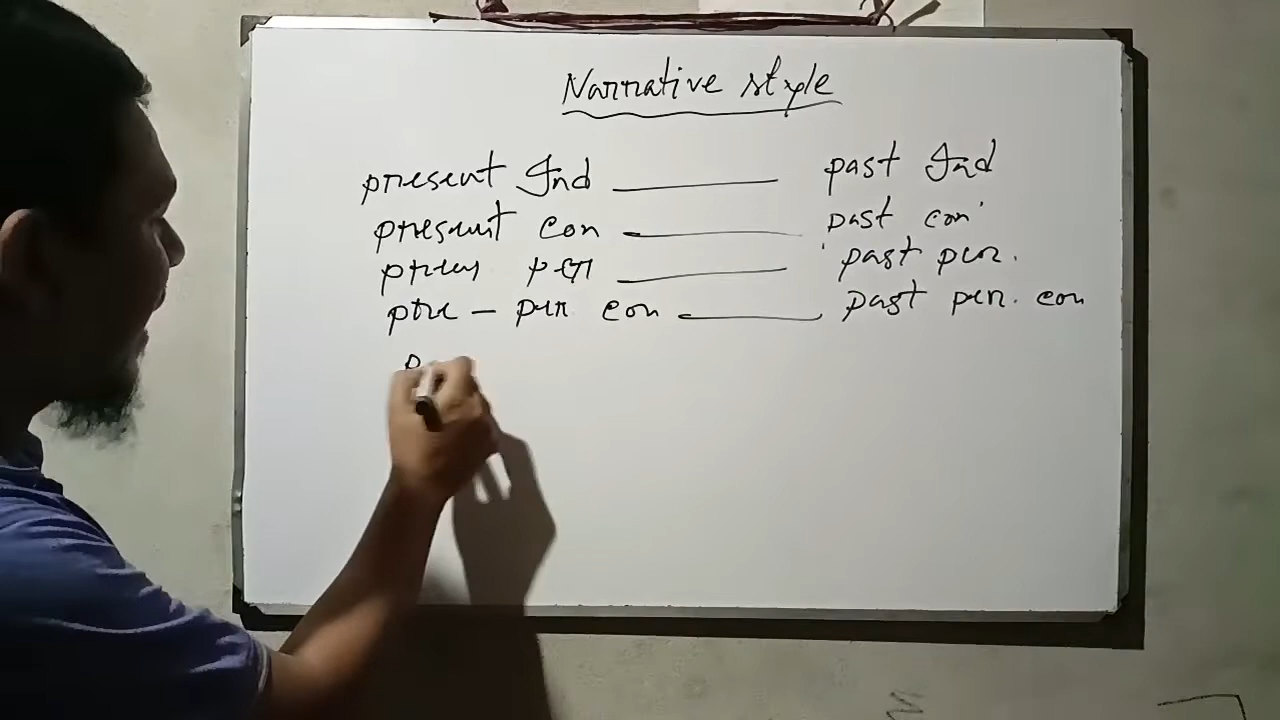 Narrative style
present Ind ______ past Ind
present con ______ past con
pres per ______ past per.
pre - per con ______ past per. con
P